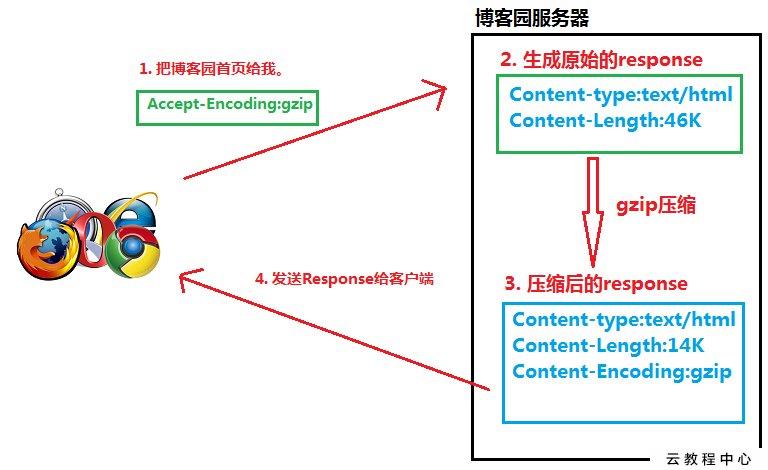 博客园服务器
1. 把博客园首页给我。
Accept-Encoding:gzip
2. 生成原始的response
Content-type:text/html
Content-Length:46K
gzip压缩
3. 压缩后的response
Content-type:text/html
Content-Length:14K
Content-Encoding:gzip
4. 发送Response给客户端
云教程中心